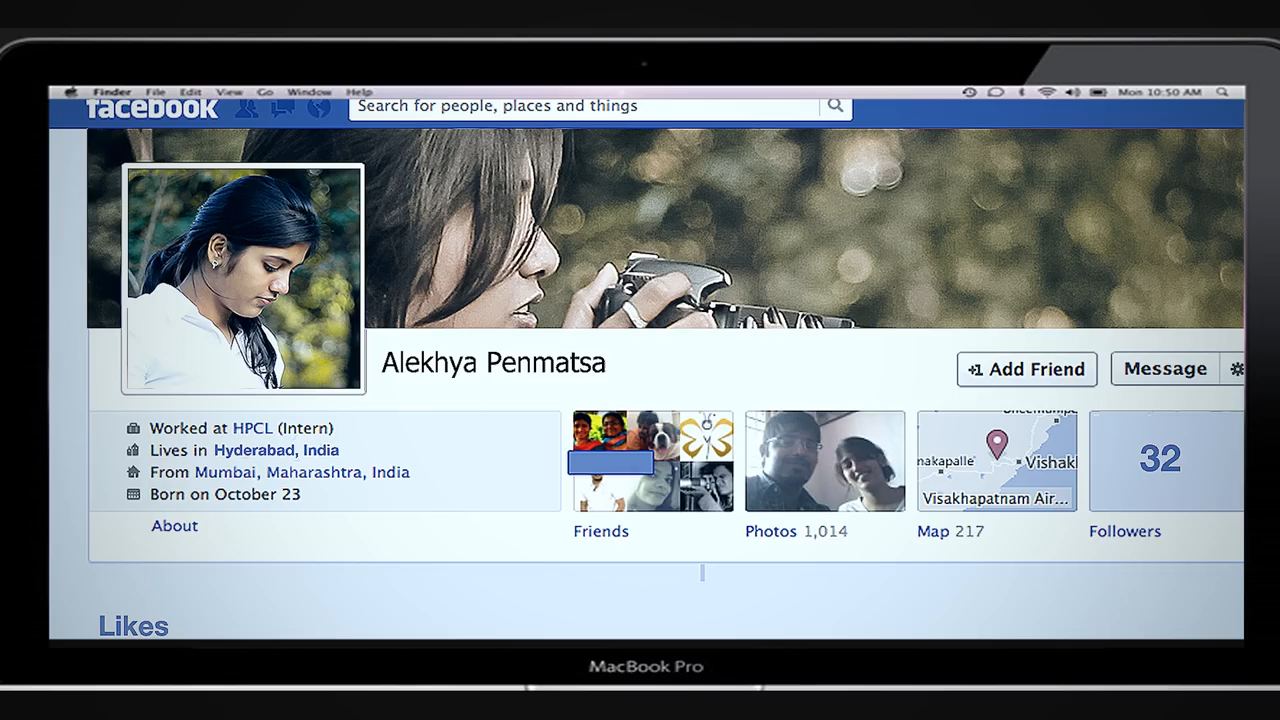 Finder File Edit View Go Window Help Mon 10:50 AM
facebook Search for people, places and things
Alekhya Penmatsa
+1 Add Friend Message
Worked at HPCL (Intern)
Lives in Hyderabad, India
From Mumbai, Maharashtra, India
Born on October 23
About
nakapalle
Vishakl
Visakhapatnam Air...
32
Friends Photos 1,014 Map 217 Followers
Likes
MacBook Pro